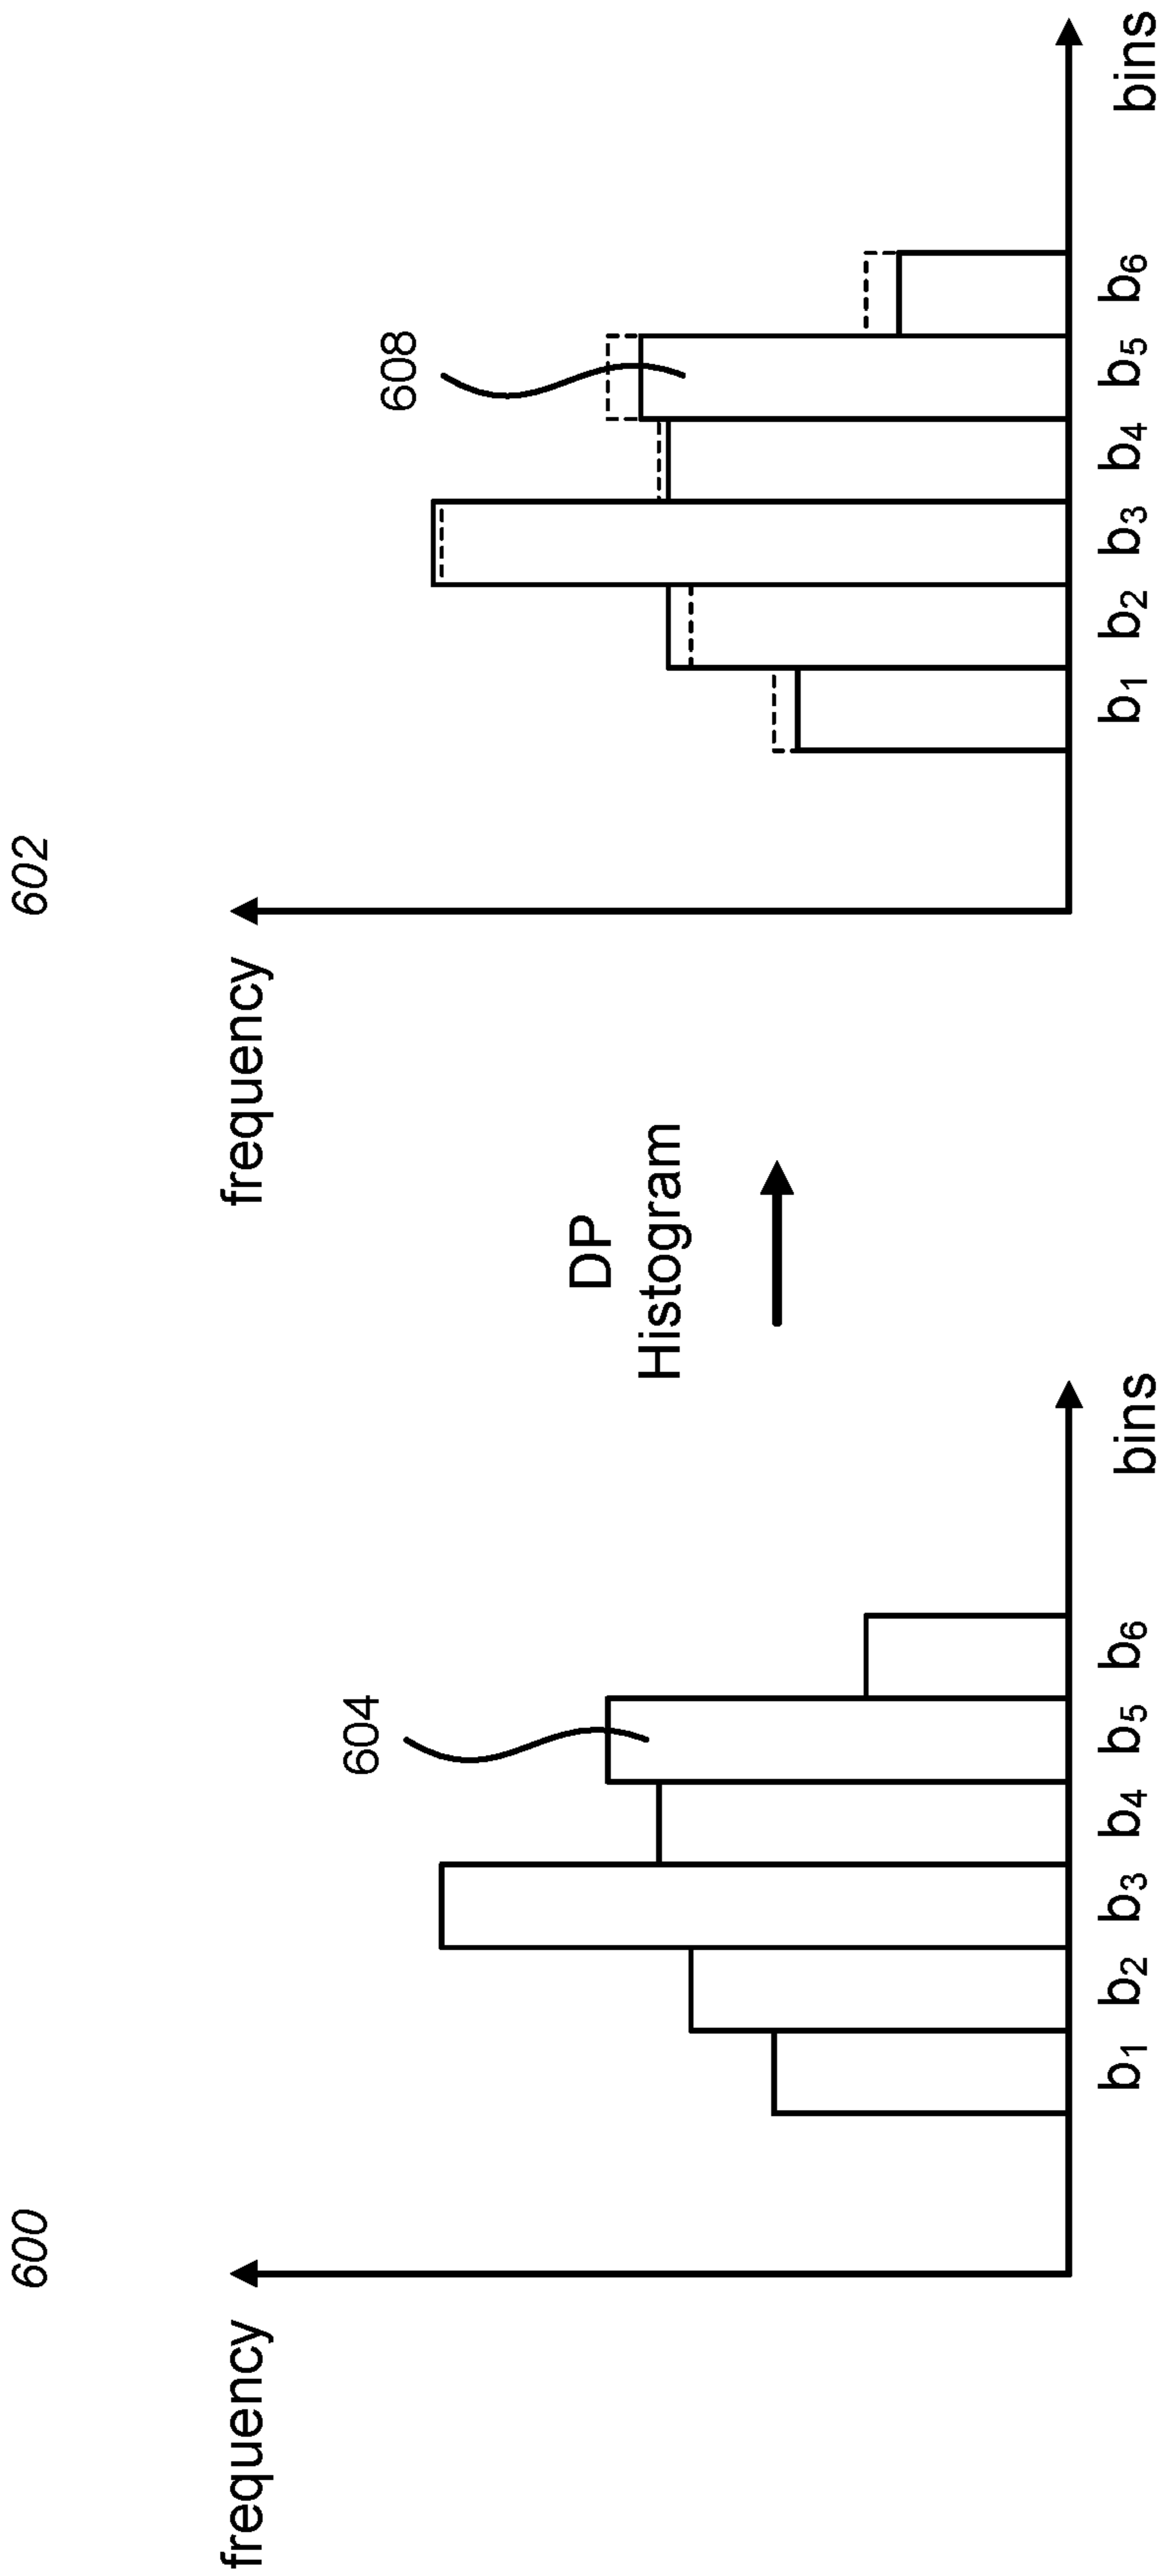 600
frequency
604
b1 b2 b3 b4 b5 b6
bins
DP
Histogram
602
frequency
608
b1 b2 b3 b4 b5 b6
bins